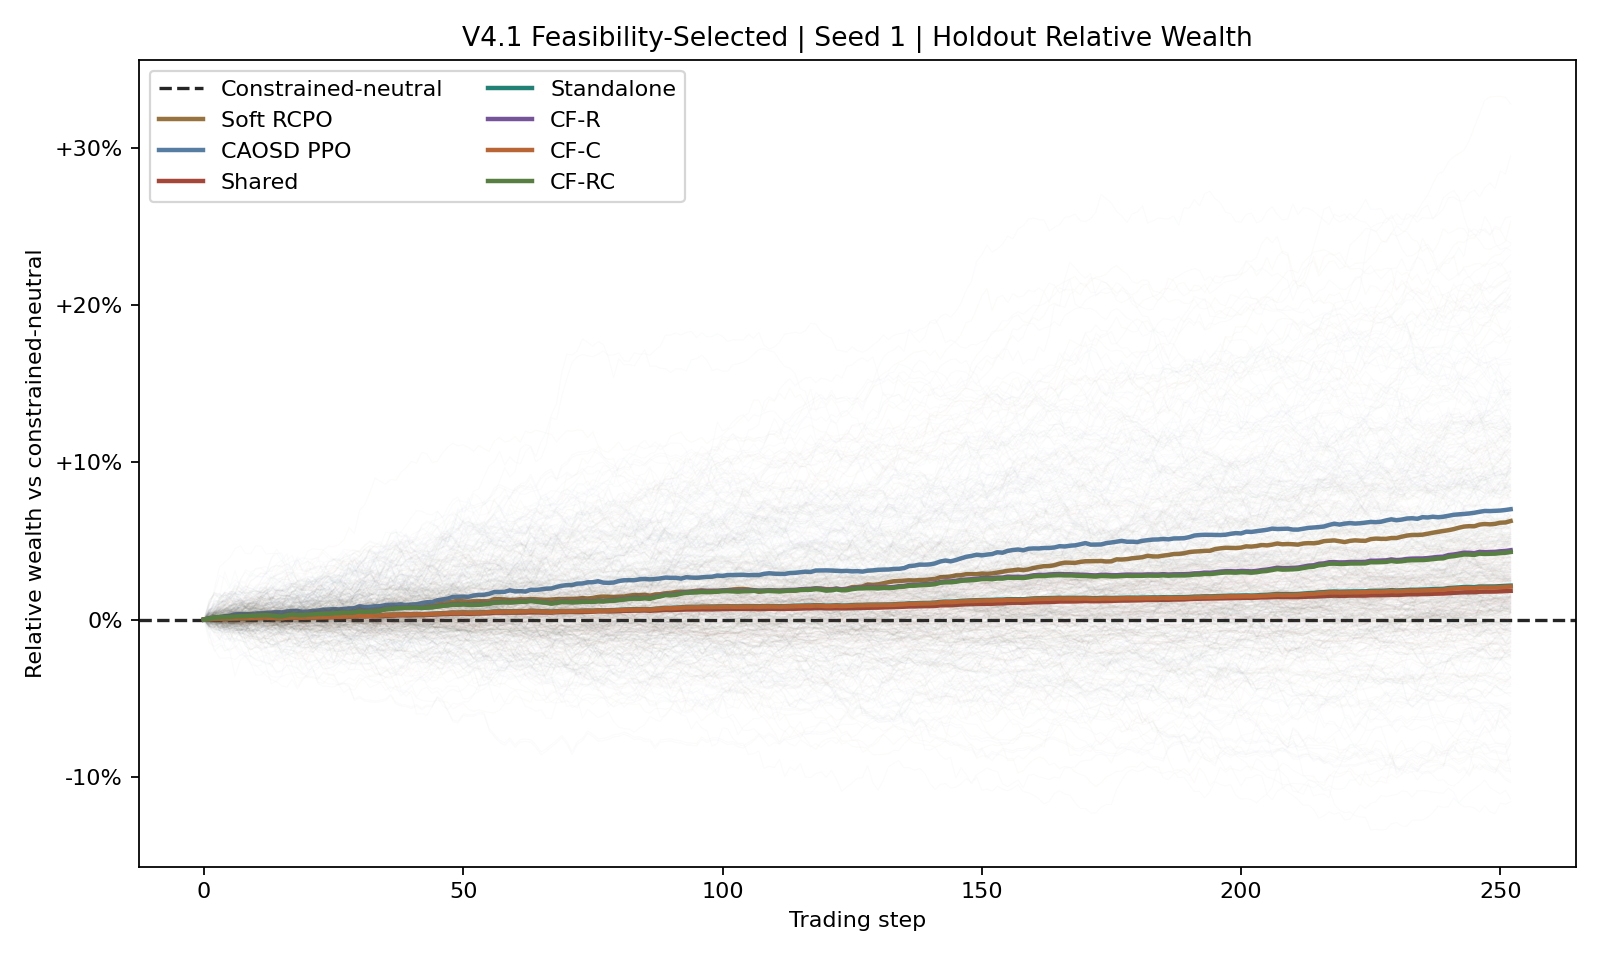 V4.1 Feasibility-Selected | Seed 1 | Holdout Relative Wealth
Constrained-neutral
Soft RCPO
CAOSD PPO
Shared
Standalone
CF-R
CF-C
CF-RC
Relative wealth vs constrained-neutral
+30%
+20%
+10%
0%
-10%
0
50
100
150
200
250
Trading step